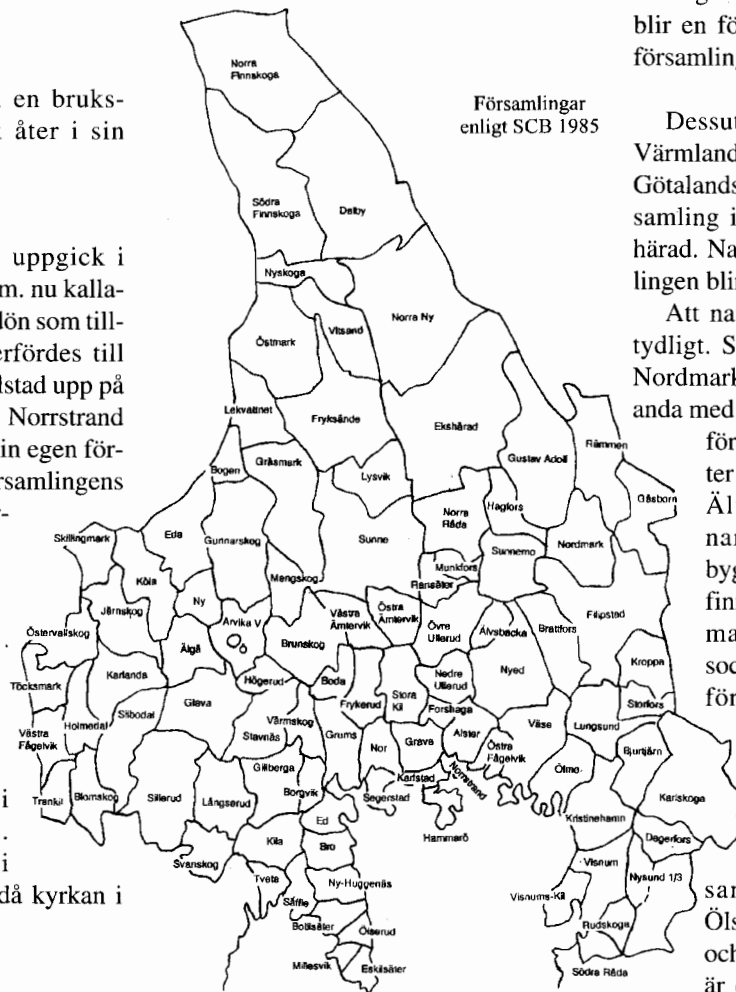 en bruks-
åter i sin
uppgick i
m. nu kalla-
dön som till-
erfördes till
lstad upp på
Norrstrand
in egen för-
rsamlingens
i
i
då kyrkan i
Församlingar
enligt SCB 1985
Norra
Finnskoga
Södra
Finnskoga
Dalby
Nyskoga
Norra Ny
Östmark
Vitsand
Lekvattnet
Fryksände
Ekshärad
Gustav Adolf
Rämmen
Bogen
Gräsmark
Lysvik
Gåsborn
Norra
Råda
Hagfors
Skillingmark
Eda
Gunnarskog
Sunne
Sunnemo
Nordmark
Munkfors
Köla
Mangskog
Ransäter
Järnskog
Ny
Arvika V
Västra
Ämtervik
Östra
Ämtervik
Övre
Ullerud
Älvsbacka
Brattfors
Filipstad
Östervallskog
Älgå
Brunskog
Töcksmark
Karlanda
Högerud
Boda
Nedre
Ullerud
Nyed
Kroppa
Glava
Frykerud
Stora
Kil
Forshaga
Storfors
Holmedal
Silbodal
Värmskog
Stavnäs
Grums
Nor
Grava
Alster
Östra
Fågelvik
Väse
Lungsund
Västra
Fågelvik
Bjurtjärn
Gillberga
Karlstad
Norrstrand
Ölme
Trankil
Blomskog
Sillerud
Långserud
Borgvik
Segerstad
Karlskoga
Ed
Hammarö
Kristinehamn
Degerfors
Svanskog
Kila
Bro
Visnum
Nysund 1/3
Tveta
Ny-Huggenäs
Säffle
Visnums-Kil
Botilsäter
Ölserud
Rudskoga
Millesvik
Eskilsäter
Södra Råda
blir en fö
församling
Dessut
Värmland
Götalands
samling i
härad. Na
lingen blir
Att na
tydligt. S
Nordmark
anda med
för
ter
Äl
nar
byg
finn
ma
soc
för
sam
Öls
och
är